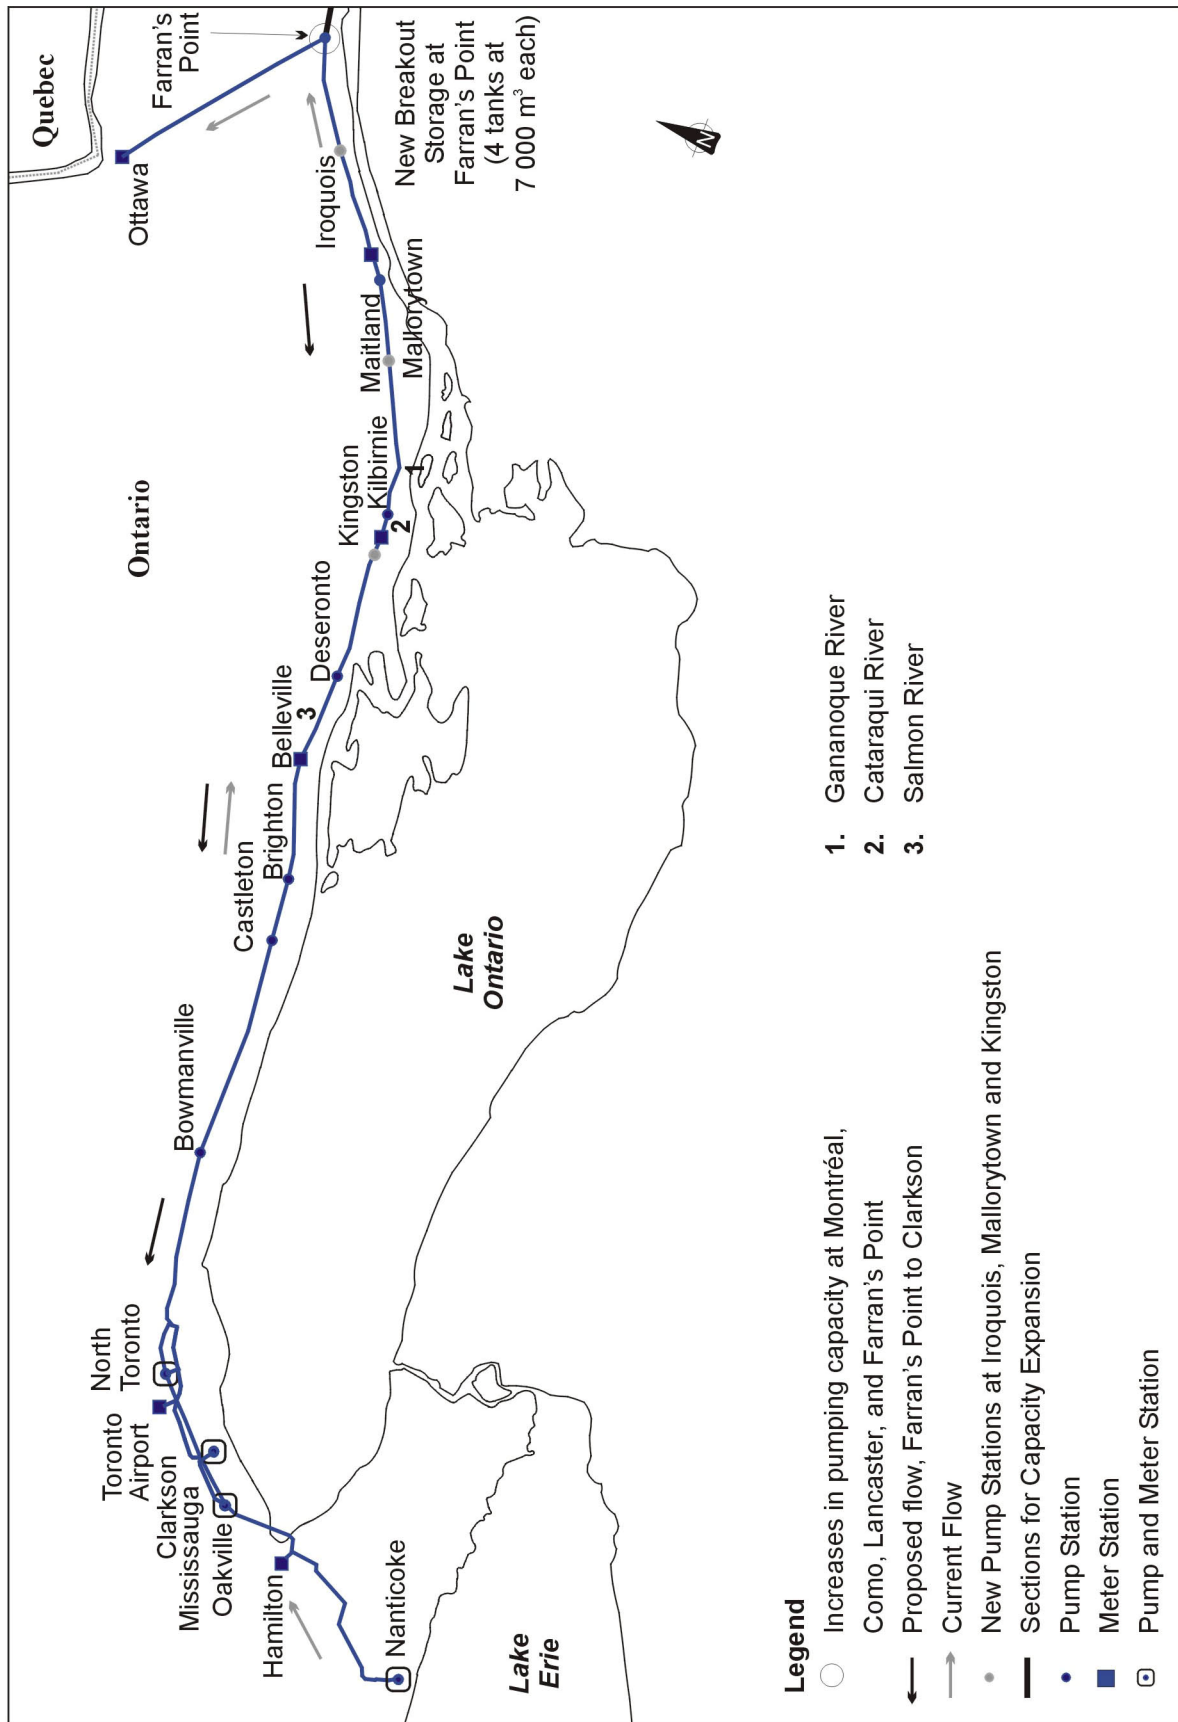 Quebec
Farran's
Point
Ottawa
Ontario
Iroquois
New Breakout
Storage at
Farran's Point
(4 tanks at
7 000 m³ each)
N
Maitland
Mallorytown
Kingston
Kilbirnie
1
2
Deseronto
3
Belleville
Brighton
Castleton
Bowmanville
North
Toronto
Toronto
Airport
Clarkson
Mississauga
Oakville
Hamilton
Nanticoke
Lake
Ontario
Lake
Erie
Legend
Increases in pumping capacity at Montréal,
Como, Lancaster, and Farran's Point
Proposed flow, Farran's Point to Clarkson
Current Flow
New Pump Stations at Iroquois, Mallorytown and Kingston
Sections for Capacity Expansion
Pump Station
Meter Station
Pump and Meter Station
1. Gananoque River
2. Cataraqui River
3. Salmon River